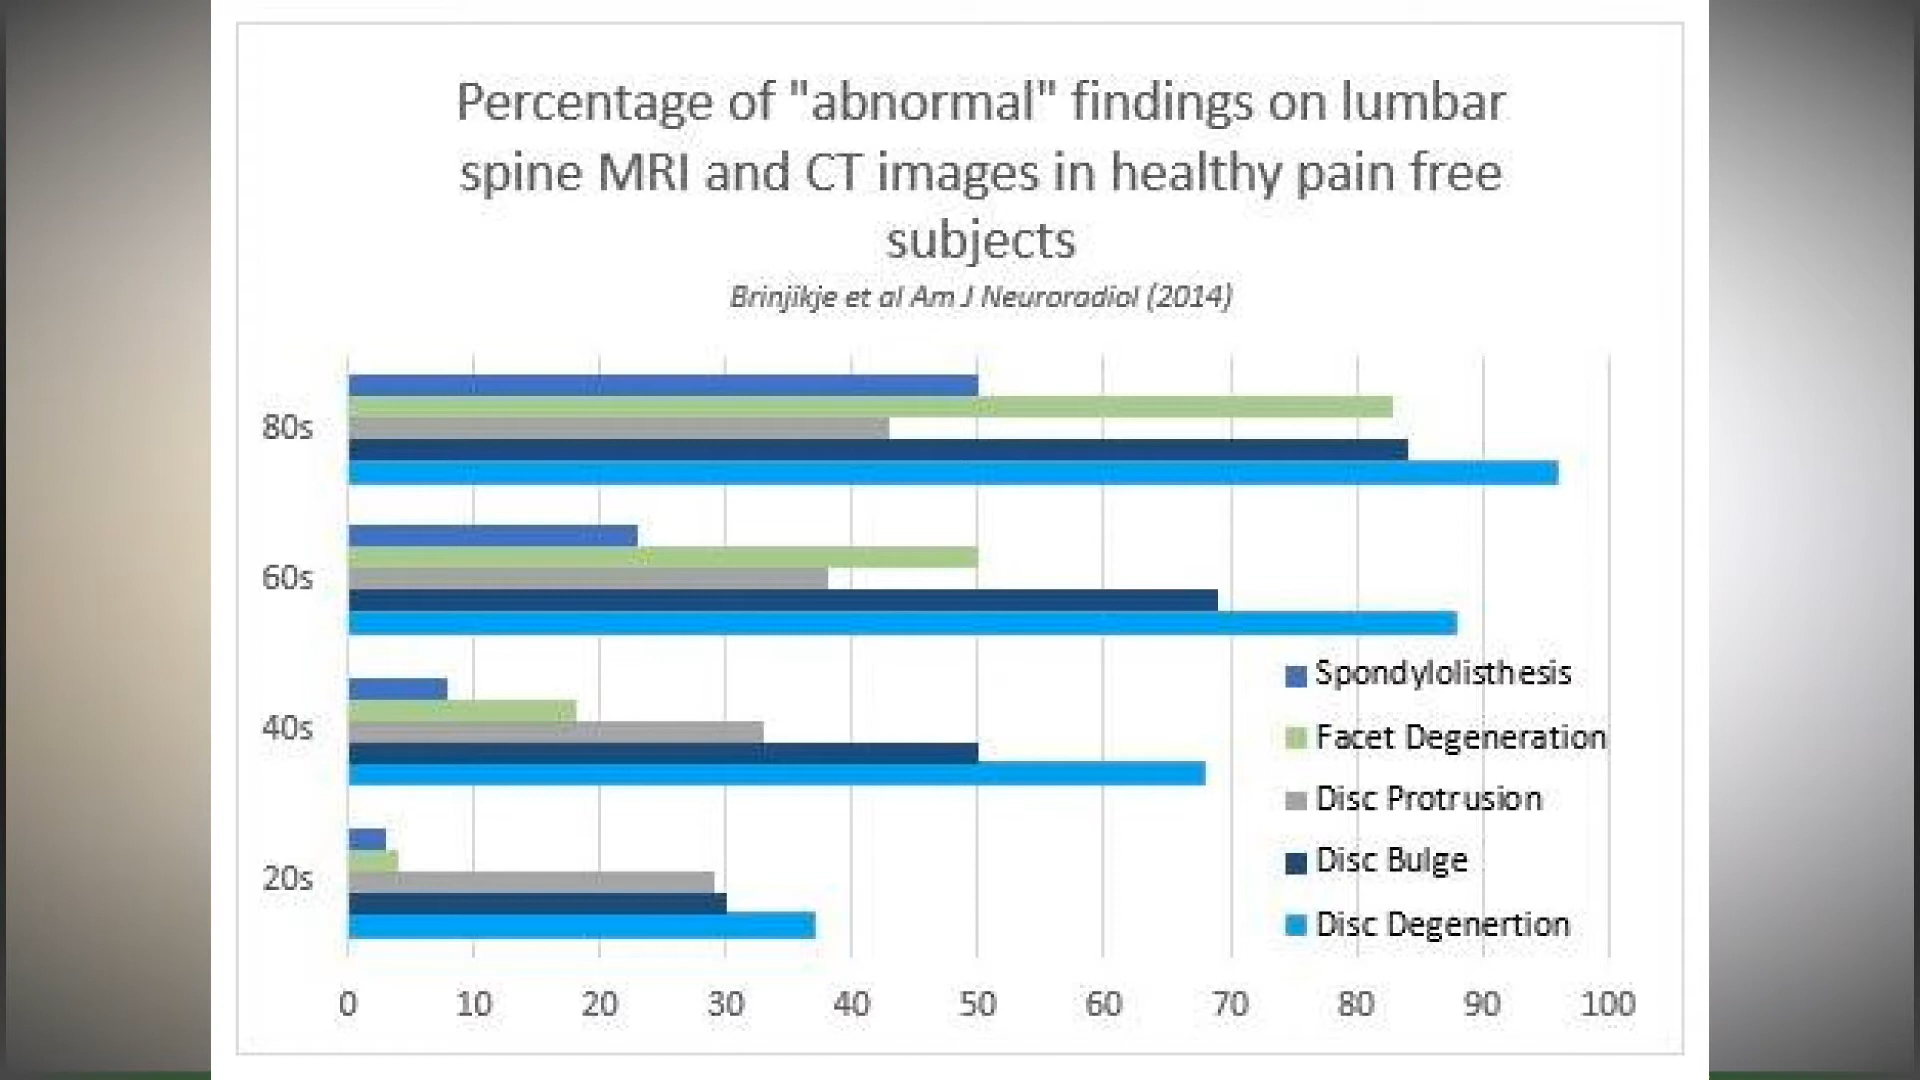 Percentage of "abnormal" findings on lumbar
spine MRI and CT images in healthy pain free
subjects
Brinjikje et al Am J Neuroradiol (2014)
80s
60s
40s
20s
Spondylolisthesis
Facet Degeneration
Disc Protrusion
Disc Bulge
Disc Degenertion
0 10 20 30 40 50 60 70 80 90 100